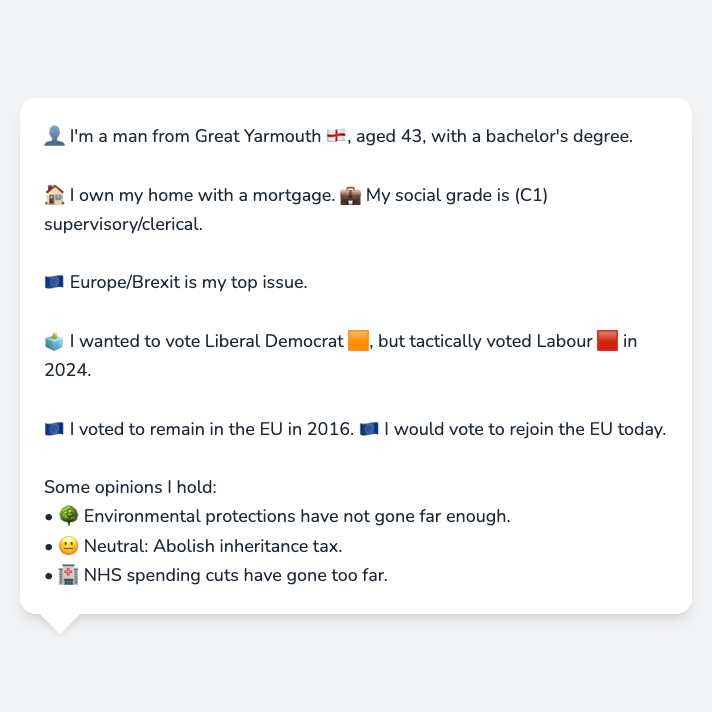 👤 I'm a man from Great Yarmouth 🏴󠁧󠁢󠁥󠁮󠁧󠁿, aged 43, with a bachelor's degree.
🏠 I own my home with a mortgage. 💼 My social grade is (C1)
supervisory/clerical.
🇪🇺 Europe/Brexit is my top issue.
🗳️ I wanted to vote Liberal Democrat 🟧, but tactically voted Labour 🟥 in
2024.
🇪🇺 I voted to remain in the EU in 2016. 🇪🇺 I would vote to rejoin the EU today.
Some opinions I hold:
• 🌳 Environmental protections have not gone far enough.
• 😐 Neutral: Abolish inheritance tax.
• 🏥 NHS spending cuts have gone too far.